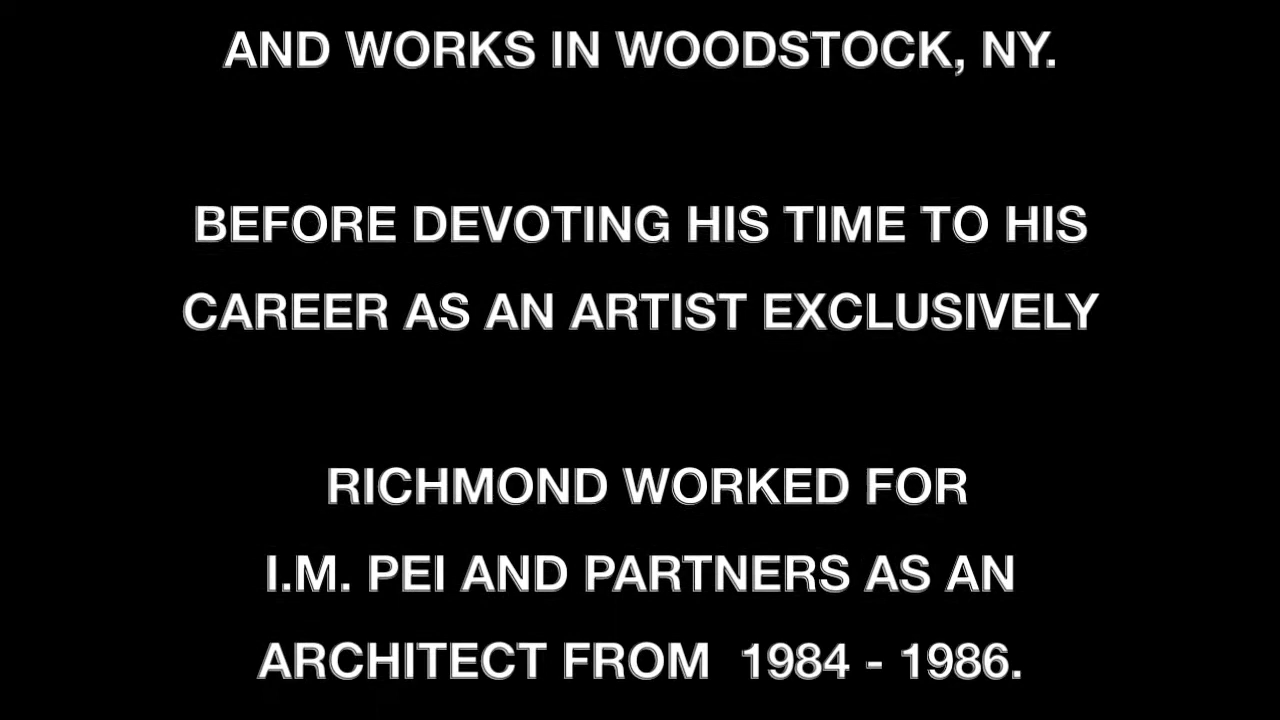 AND WORKS IN WOODSTOCK, NY.
BEFORE DEVOTING HIS TIME TO HIS
CAREER AS AN ARTIST EXCLUSIVELY
RICHMOND WORKED FOR
I.M. PEI AND PARTNERS AS AN
ARCHITECT FROM  1984 - 1986.